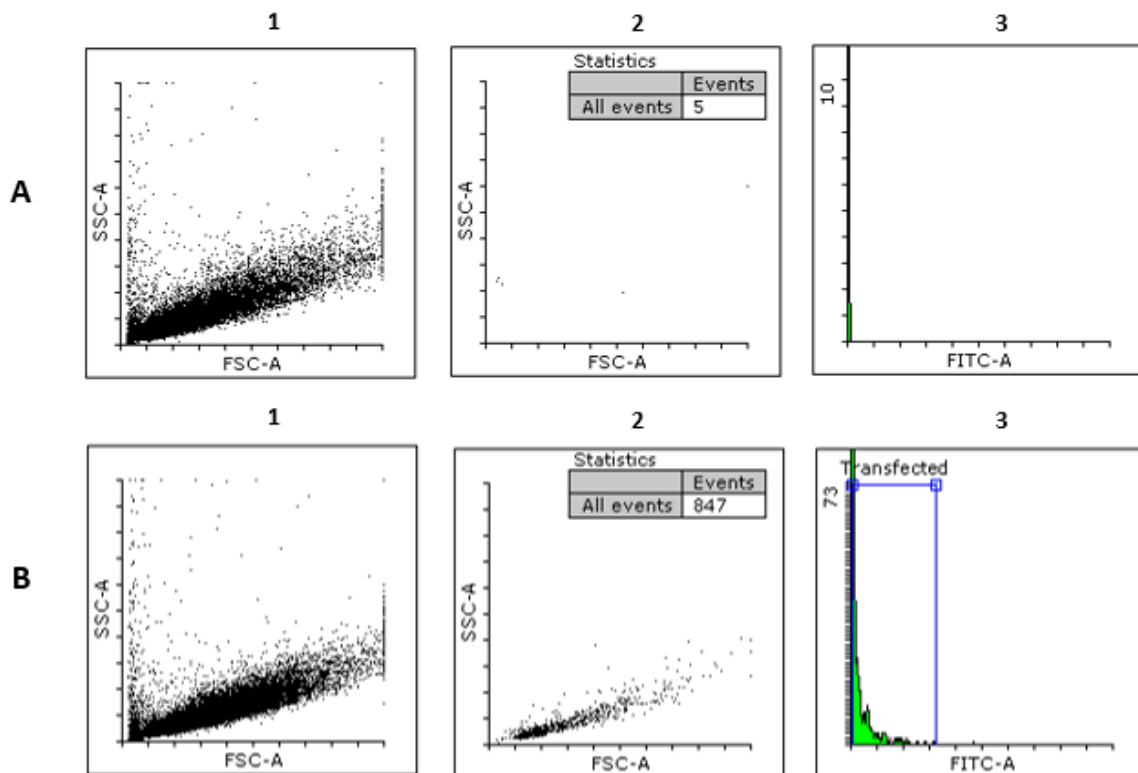 1
2
3
A
SSC-A
FSC-A
Statistics
Events
All events 5
SSC-A
FSC-A
10
FITC-A
1
2
3
B
SSC-A
FSC-A
Statistics
Events
All events 847
SSC-A
FSC-A
Transfected
73
FITC-A